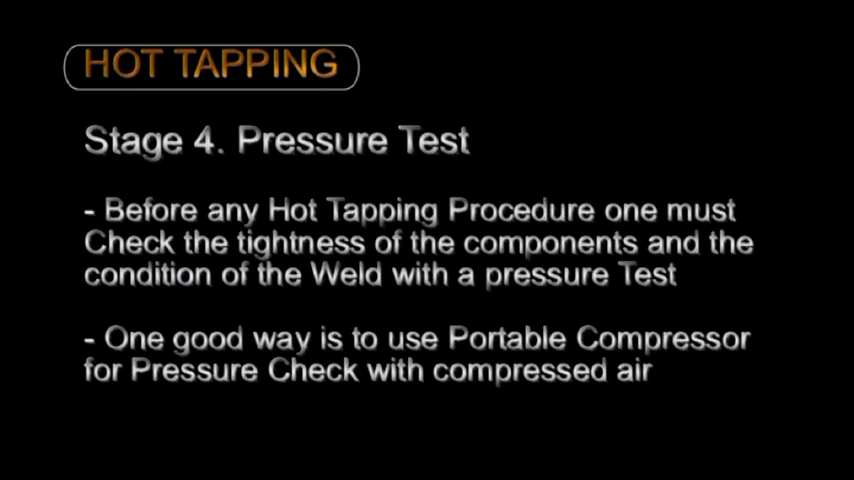 HOT TAPPING
Stage 4. Pressure Test
- Before any Hot Tapping Procedure one must
Check the tightness of the components and the
condition of the Weld with a pressure Test
- One good way is to use Portable Compressor
for Pressure Check with compressed air